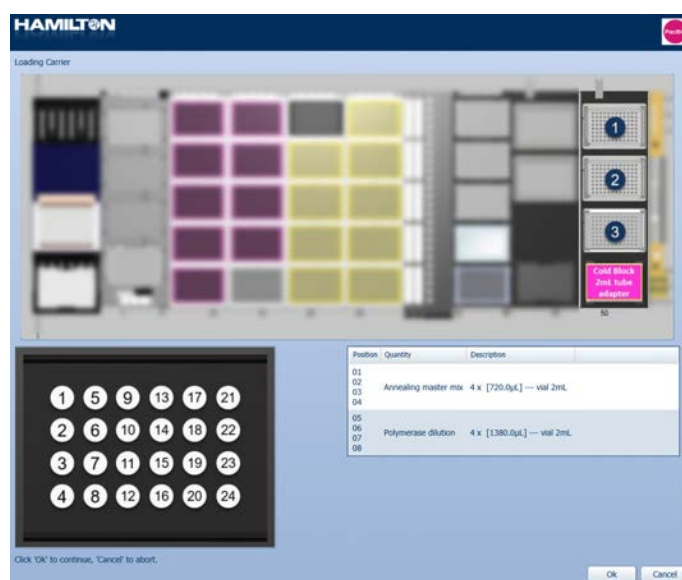 HAMILTON
Loading Carrier
1
2
3
Cold Block
2mL tube
adapter
50
Position Quantity Description
01
02
03
04
Annealing master mix 4 x [720.0µL] --- vial 2mL
05
06
07
08
Polymerase dilution 4 x [1380.0µL] --- vial 2mL
1 5 9 13 17 21
2 6 10 14 18 22
3 7 11 15 19 23
4 8 12 16 20 24
Click 'Ok' to continue, 'Cancel' to abort.
Ok Cancel